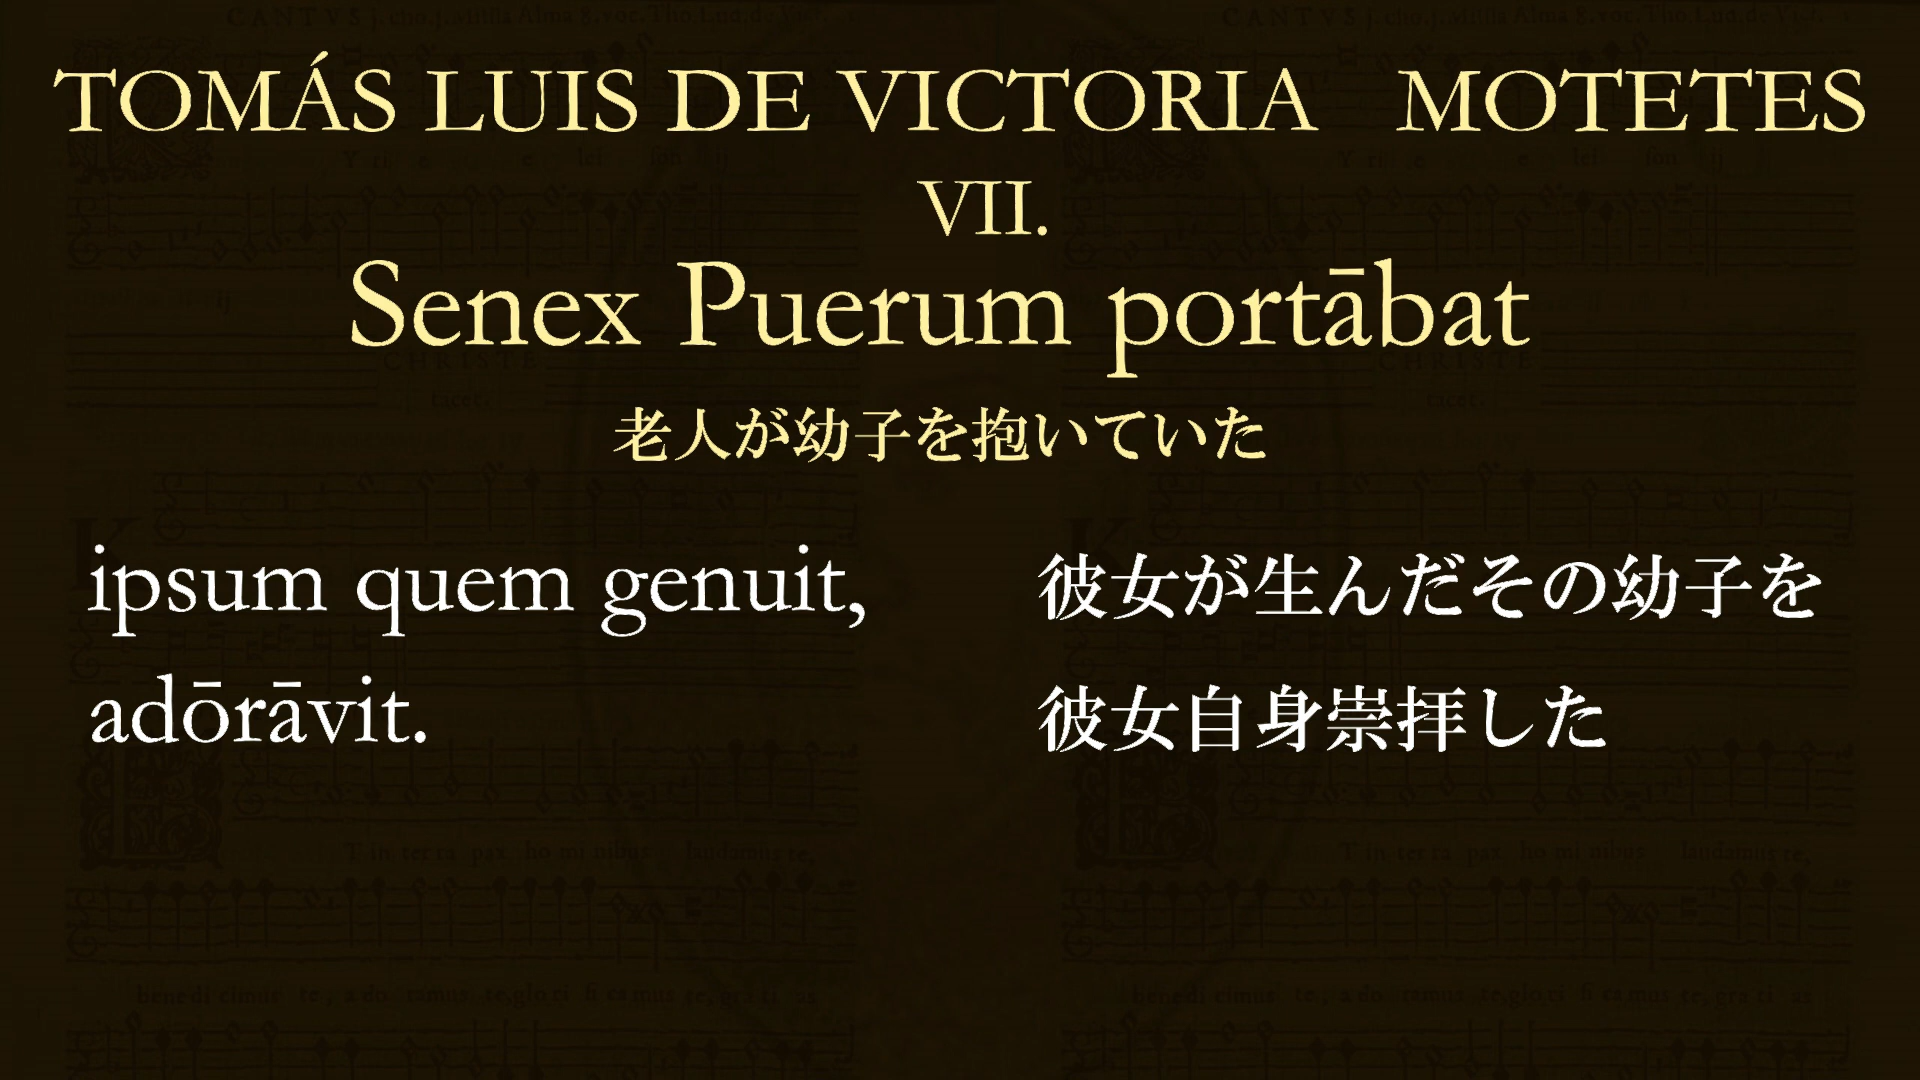 TOMÁS LUIS DE VICTORIA MOTETES
VII.
Senex Puerum portābat
老人が幼子を抱いていた
ipsum quem genuit,
adōrāvit.
彼女が生んだその幼子を
彼女自身崇拝した